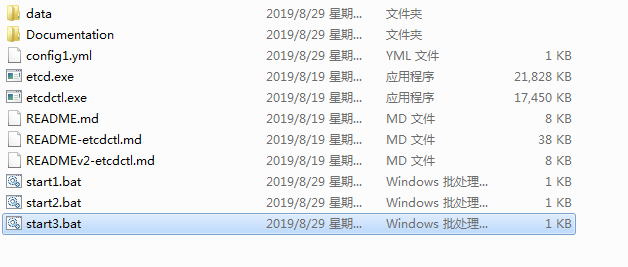 data 2019/8/29 星期... 文件夹
Documentation 2019/8/29 星期... 文件夹
config1.yml 2019/8/29 星期... YML 文件 1 KB
etcd.exe 2019/8/19 星期... 应用程序 21,828 KB
etcdctl.exe 2019/8/19 星期... 应用程序 17,450 KB
README.md 2019/8/19 星期... MD 文件 8 KB
README-etcdctl.md 2019/8/19 星期... MD 文件 38 KB
READMEv2-etcdctl.md 2019/8/19 星期... MD 文件 8 KB
start1.bat 2019/8/29 星期... Windows 批处理... 1 KB
start2.bat 2019/8/29 星期... Windows 批处理... 1 KB
start3.bat 2019/8/29 星期... Windows 批处理... 1 KB